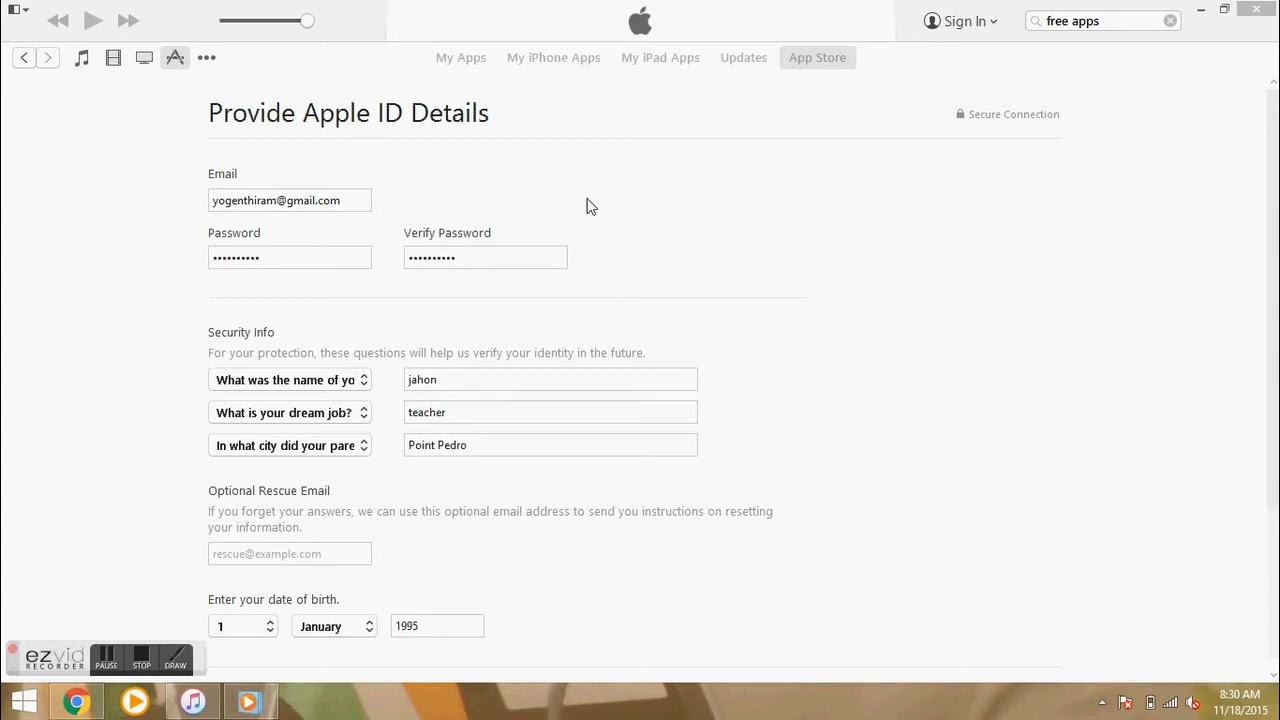 Sign In
free apps
My Apps
My iPhone Apps
My iPad Apps
Updates
App Store
Provide Apple ID Details
Secure Connection
Email
yogenthiram@gmail.com
Password
Verify Password
••••••••••
••••••••••
Security Info
For your protection, these questions will help us verify your identity in the future.
What was the name of yo
jahon
What is your dream job?
teacher
In what city did your pare
Point Pedro
Optional Rescue Email
If you forget your answers, we can use this optional email address to send you instructions on resetting
your information.
rescue@example.com
Enter your date of birth.
1
January
1995
ezvid
RECORDER
PAUSE
STOP
DRAW
8:30 AM
11/18/2015